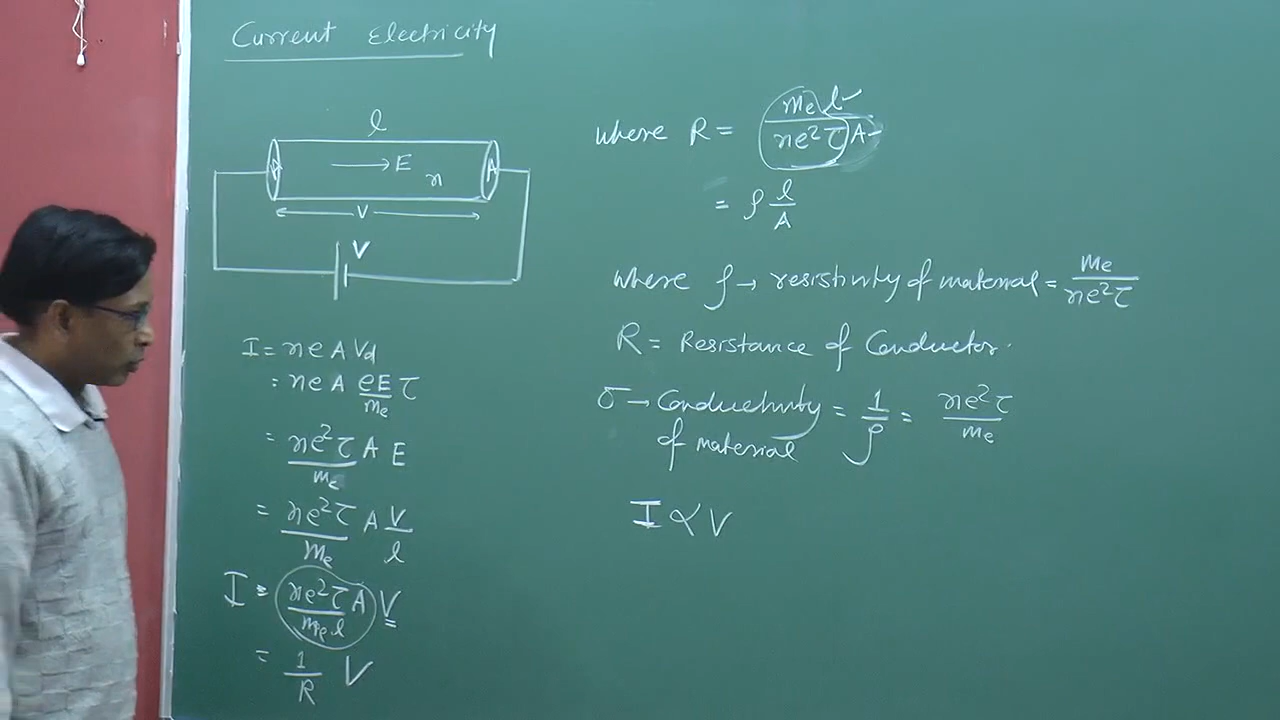 Current Electricity
l
A → E n A
V
V
I = neAVd
= neA eE/me τ
= ne²τ/me A E
= ne²τ/me A V/l
I = ne²τA/me l V
= 1/R V
where R = me l/ne²τA
= ρ l/A
where ρ → resistivity of material = me/ne²τ
R = Resistance of Conductor.
σ → Conductivity of material = 1/ρ = ne²τ/me
I ∝ V